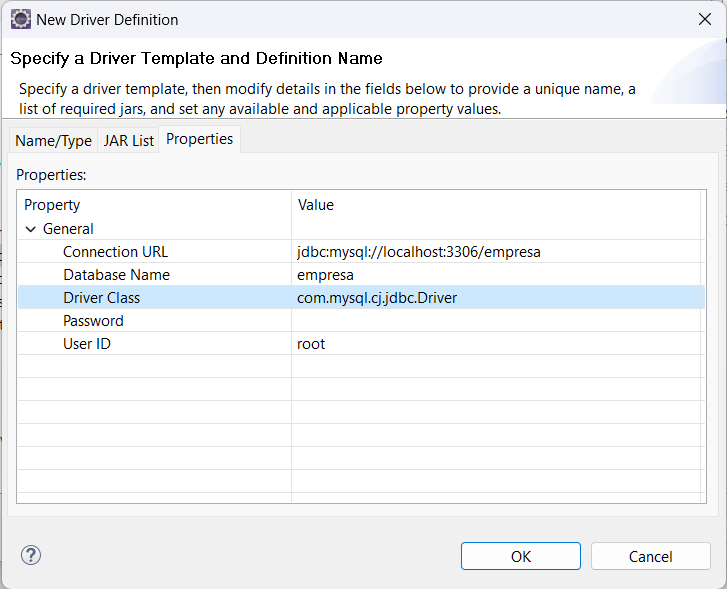 New Driver Definition
Specify a Driver Template and Definition Name
Specify a driver template, then modify details in the fields below to provide a unique name, a
list of required jars, and set any available and applicable property values.
Name/Type JAR List Properties
Properties:
Property Value
General
Connection URL jdbc:mysql://localhost:3306/empresa
Database Name empresa
Driver Class com.mysql.cj.jdbc.Driver
Password
User ID root
? OK Cancel